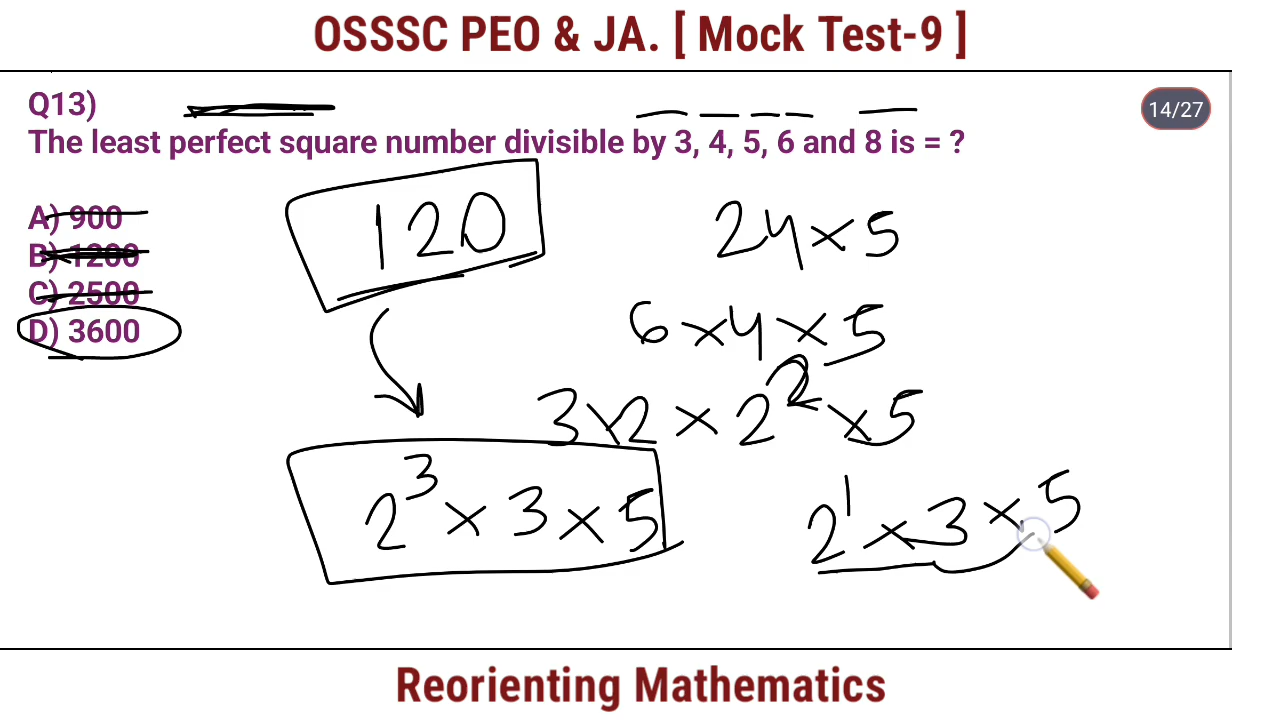 OSSSC PEO & JA. [ Mock Test-9 ]
Q13)
14/27
The least perfect square number divisible by 3, 4, 5, 6 and 8 is = ?
A) 900
B) 1200
C) 2500
D) 3600
120
24×5
6×4×5
3×2×2²×5
2³×3×5
2¹×3×5
Reorienting Mathematics